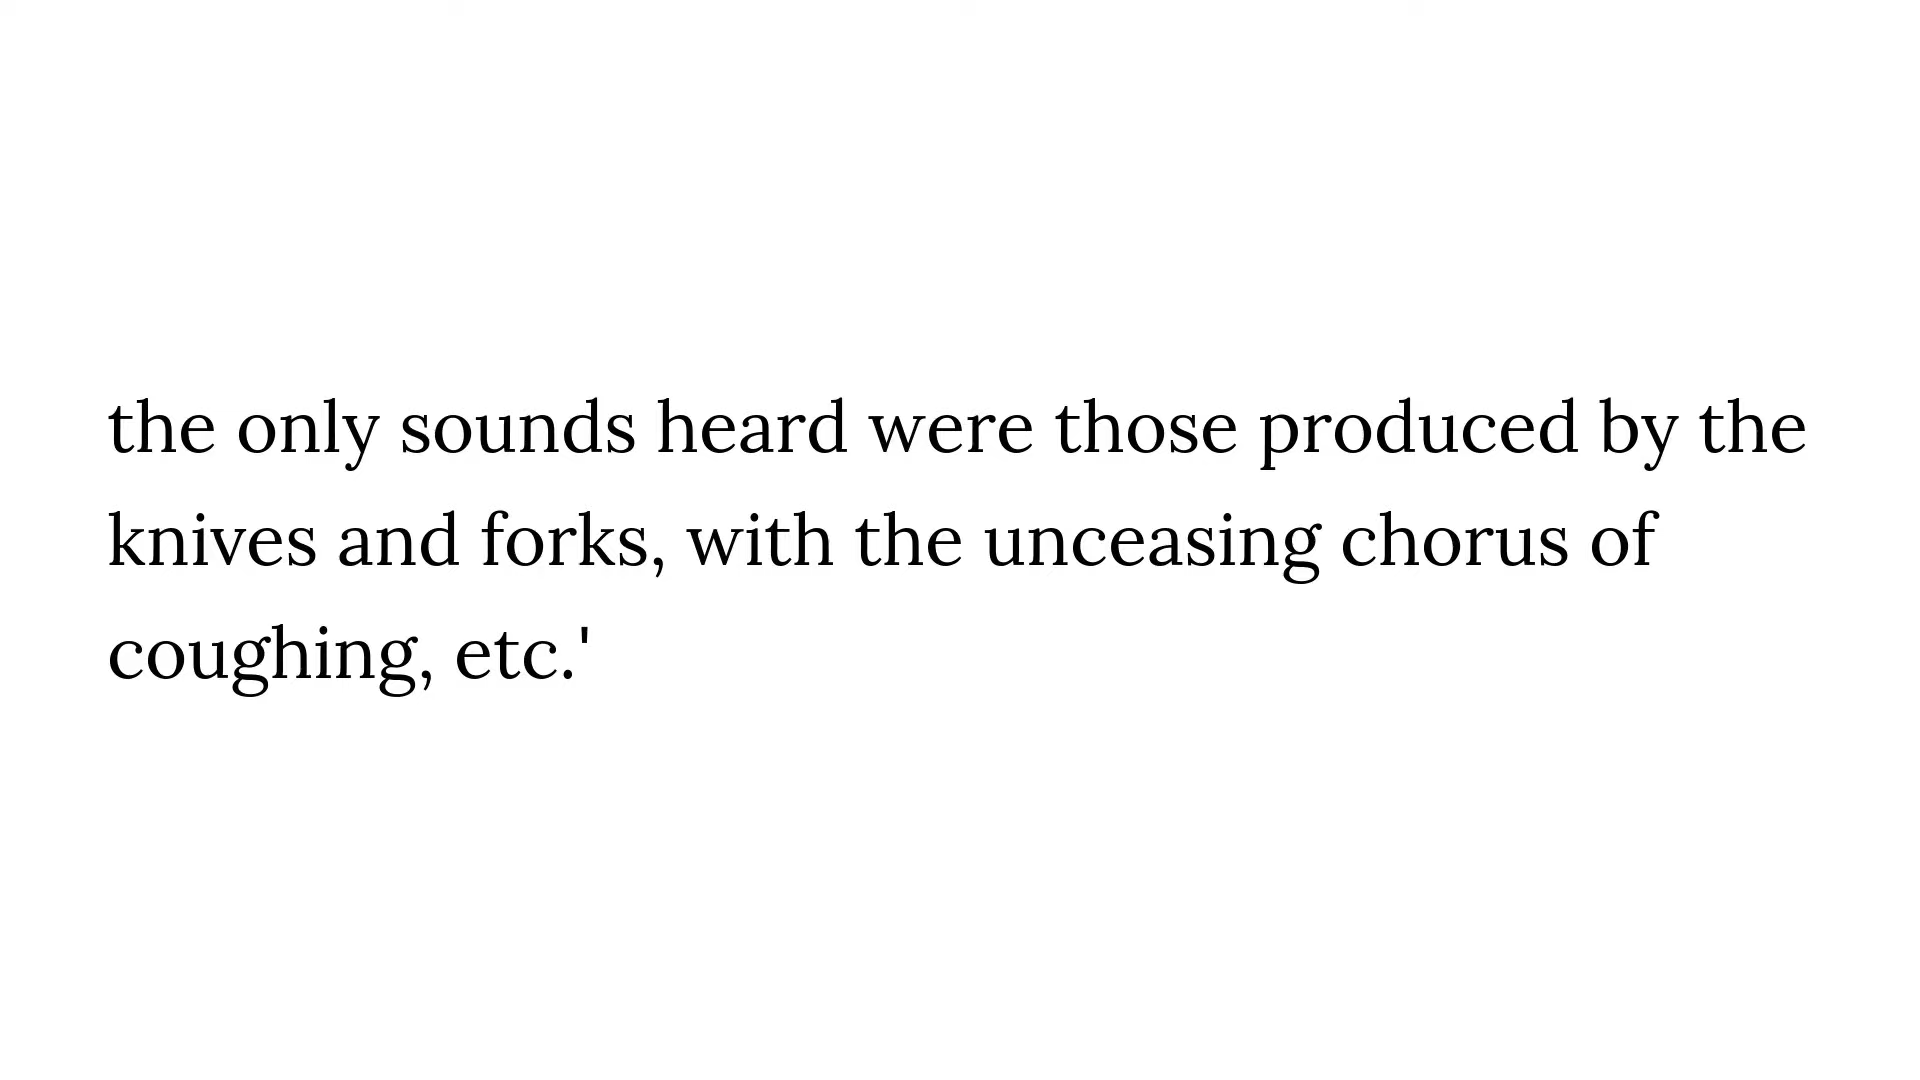 the only sounds heard were those produced by the
knives and forks, with the unceasing chorus of
coughing, etc.'